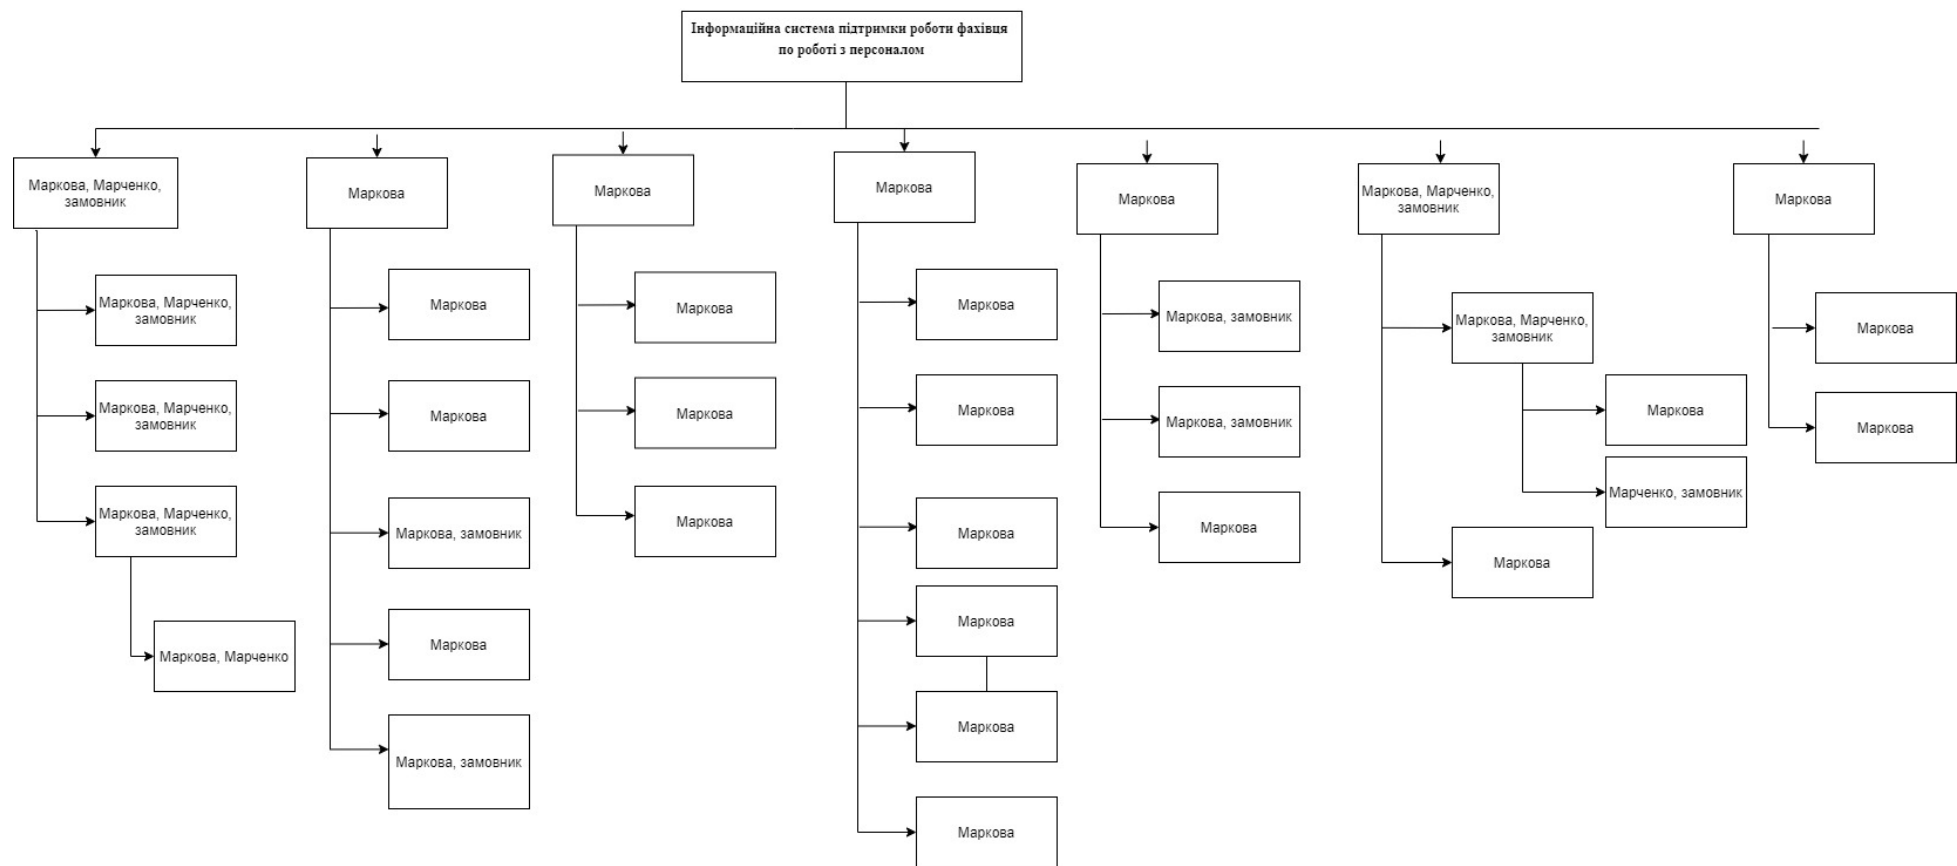 Інформаційна система підтримки роботи фахівця
по роботі з персоналом
Маркова, Марченко,
замовник
Маркова
Маркова
Маркова
Маркова
Маркова, Марченко,
замовник
Маркова
Маркова, Марченко,
замовник
Маркова, Марченко,
замовник
Маркова, Марченко,
замовник
Маркова, Марченко
Маркова
Маркова
Маркова, замовник
Маркова
Маркова, замовник
Маркова
Маркова
Маркова
Маркова
Маркова
Маркова
Маркова
Маркова
Маркова
Маркова, замовник
Маркова, замовник
Маркова
Маркова, Марченко,
замовник
Маркова
Марченко, замовник
Маркова
Маркова
Маркова